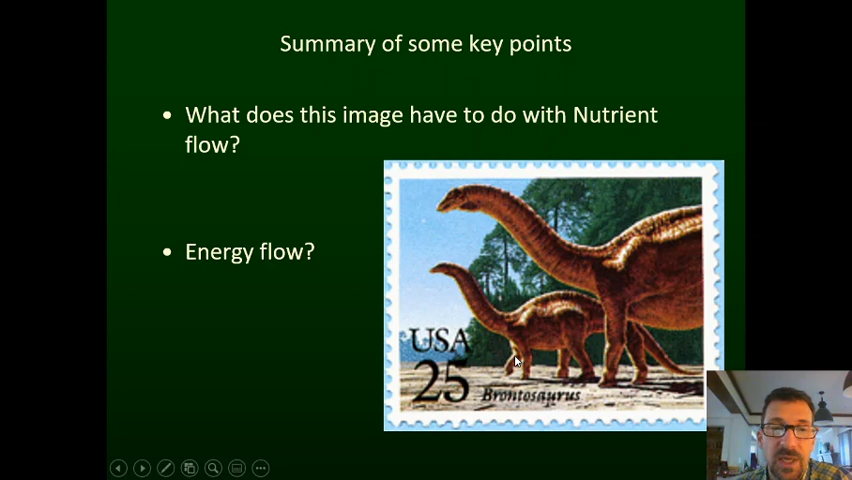 Summary of some key points
• What does this image have to do with Nutrient
flow?
• Energy flow?
USA
25
Brontosaurus